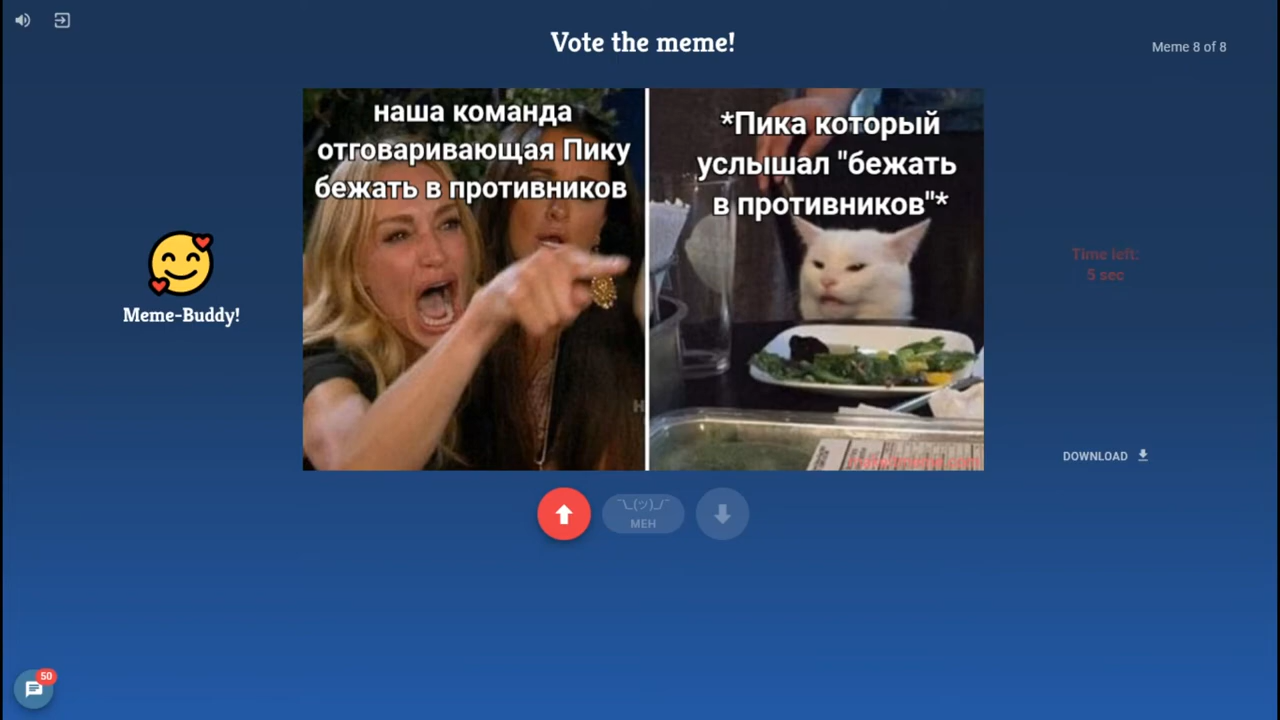 Vote the meme!
Meme 8 of 8
наша команда
отговаривающая Пику
бежать в противников
*Пика который
услышал "бежать
в противников"*
Meme-Buddy!
Time left:
5 sec
DOWNLOAD
¯\_(ツ)_/¯
MEH
50